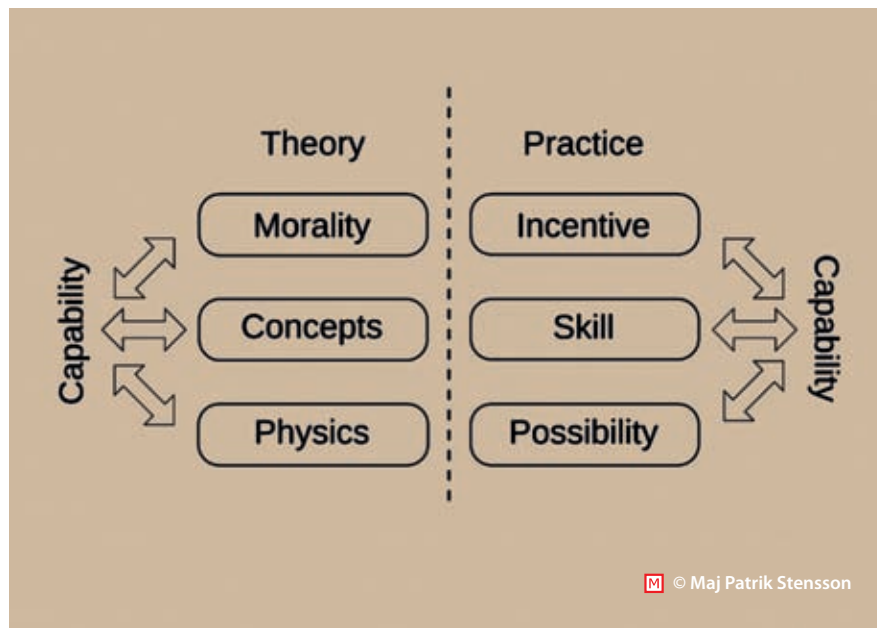 Theory
Practice
Morality
Incentive
Capability
Concepts
Skill
Capability
Physics
Possibility
M © Maj Patrik Stensson